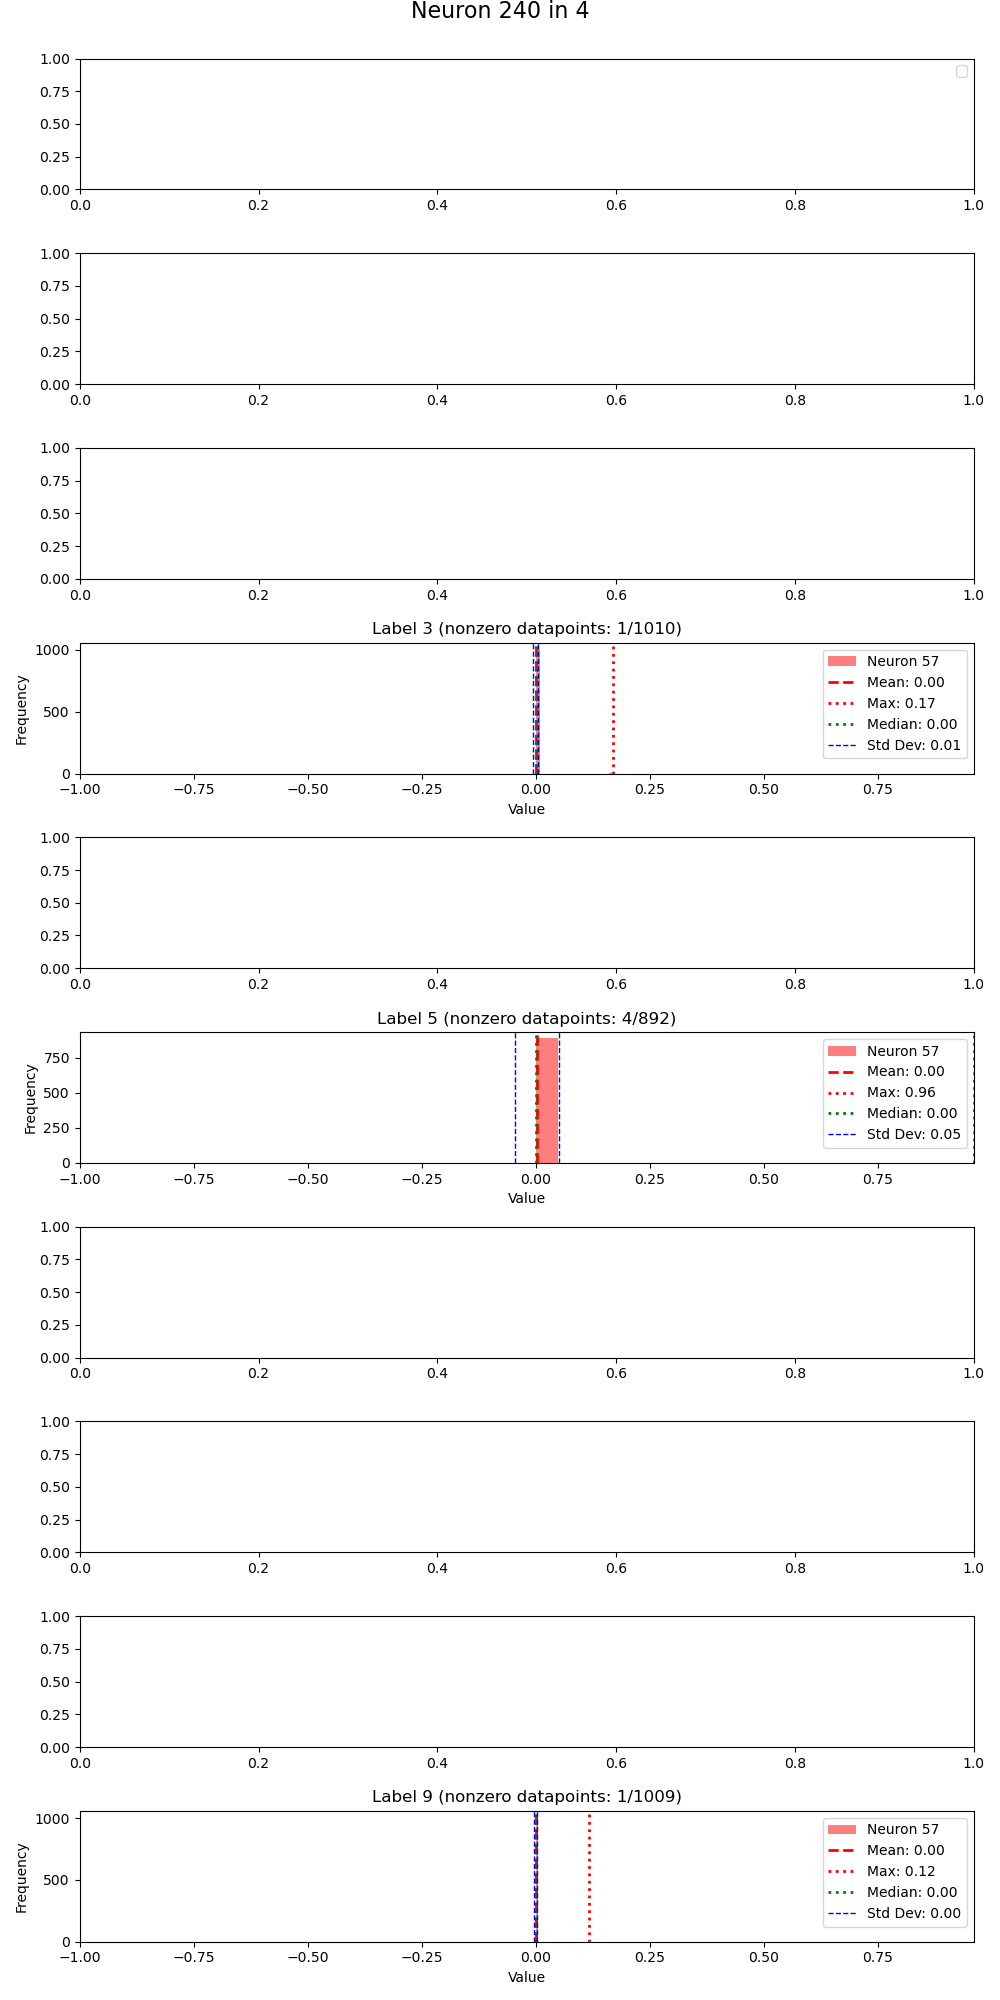 Neuron 240 in 4
1.00
0.75
0.50
0.25
0.00
0.0 0.2 0.4 0.6 0.8 1.0
1.00
0.75
0.50
0.25
0.00
0.0 0.2 0.4 0.6 0.8 1.0
1.00
0.75
0.50
0.25
0.00
0.0 0.2 0.4 0.6 0.8 1.0
Label 3 (nonzero datapoints: 1/1010)
Frequency
1000
500
0
Neuron 57
Mean: 0.00
Max: 0.17
Median: 0.00
Std Dev: 0.01
−1.00 −0.75 −0.50 −0.25 0.00 0.25 0.50 0.75
Value
1.00
0.75
0.50
0.25
0.00
0.0 0.2 0.4 0.6 0.8 1.0
Label 5 (nonzero datapoints: 4/892)
Frequency
750
500
250
0
Neuron 57
Mean: 0.00
Max: 0.96
Median: 0.00
Std Dev: 0.05
−1.00 −0.75 −0.50 −0.25 0.00 0.25 0.50 0.75
Value
1.00
0.75
0.50
0.25
0.00
0.0 0.2 0.4 0.6 0.8 1.0
1.00
0.75
0.50
0.25
0.00
0.0 0.2 0.4 0.6 0.8 1.0
1.00
0.75
0.50
0.25
0.00
0.0 0.2 0.4 0.6 0.8 1.0
Label 9 (nonzero datapoints: 1/1009)
Frequency
1000
500
0
Neuron 57
Mean: 0.00
Max: 0.12
Median: 0.00
Std Dev: 0.00
−1.00 −0.75 −0.50 −0.25 0.00 0.25 0.50 0.75
Value